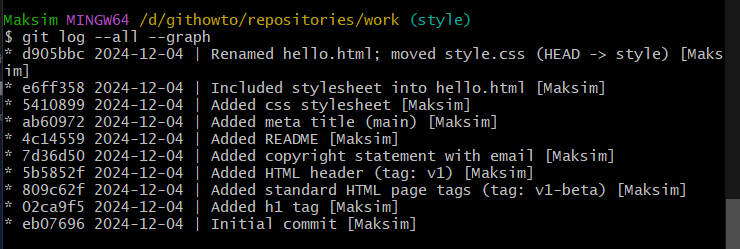 Maksim MINGW64 /d/githowto/repositories/work (style)
$ git log --all --graph
* d905bbc 2024-12-04 | Renamed hello.html; moved style.css (HEAD -> style) [Maks
im]
* e6ff358 2024-12-04 | Included stylesheet into hello.html [Maksim]
* 5410899 2024-12-04 | Added css stylesheet [Maksim]
* ab60972 2024-12-04 | Added meta title (main) [Maksim]
* 4c14559 2024-12-04 | Added README [Maksim]
* 7d36d50 2024-12-04 | Added copyright statement with email [Maksim]
* 5b5852f 2024-12-04 | Added HTML header (tag: v1) [Maksim]
* 809c62f 2024-12-04 | Added standard HTML page tags (tag: v1-beta) [Maksim]
* 02ca9f5 2024-12-04 | Added h1 tag [Maksim]
* eb07696 2024-12-04 | Initial commit [Maksim]